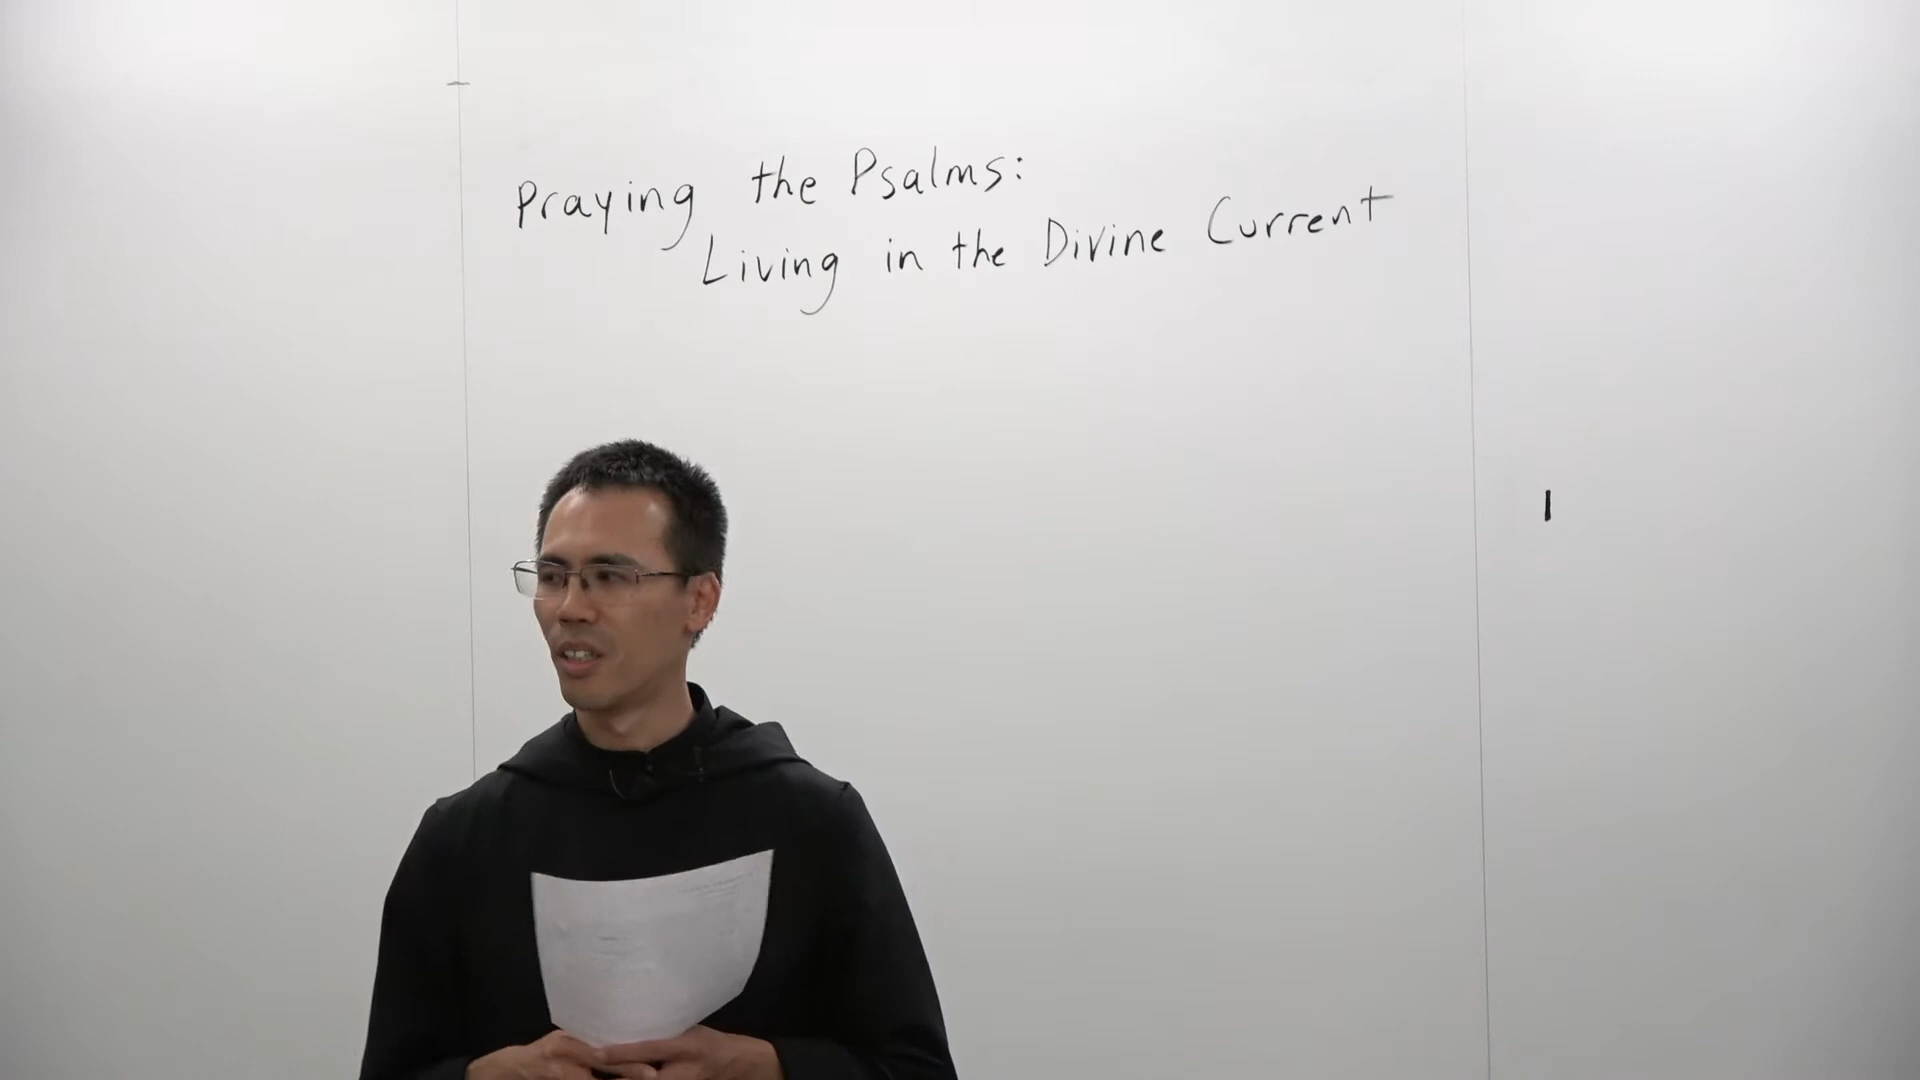 Praying the Psalms:
Living in the Divine Current